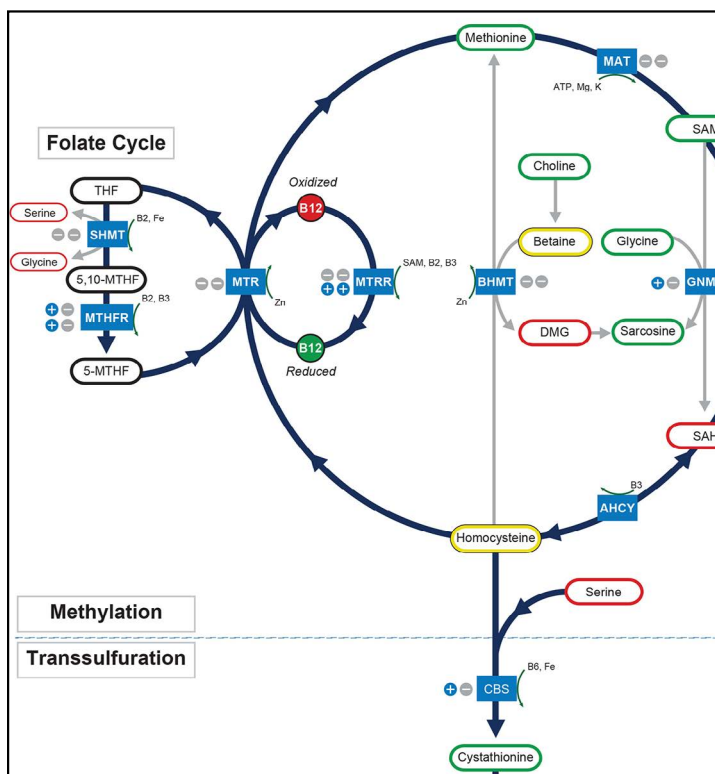 Methionine
MAT
− −
ATP, Mg, K
SAM
Folate Cycle
THF
Serine
B2, Fe
− −
SHMT
Glycine
5,10-MTHF
B2, B3
+ −
MTHFR
+ −
5-MTHF
Oxidized
B12
− −
MTR
Zn
− −
+ +
MTRR
SAM, B2, B3
B12
Reduced
Choline
Betaine
Glycine
Zn
BHMT
− −
+ −
GNM
DMG
Sarcosine
SAH
B3
AHCY
Homocysteine
Serine
Methylation
Transsulfuration
B6, Fe
+ −
CBS
Cystathionine